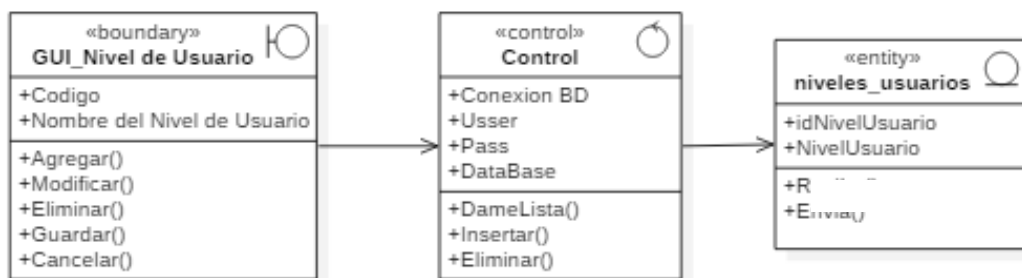 «boundary»
GUI_Nivel de Usuario
+Codigo
+Nombre del Nivel de Usuario
+Agregar()
+Modificar()
+Eliminar()
+Guardar()
+Cancelar()
«control»
Control
+Conexion BD
+Usser
+Pass
+DataBase
+DameLista()
+Insertar()
+Eliminar()
«entity»
niveles_usuarios
+idNivelUsuario
+NivelUsuario